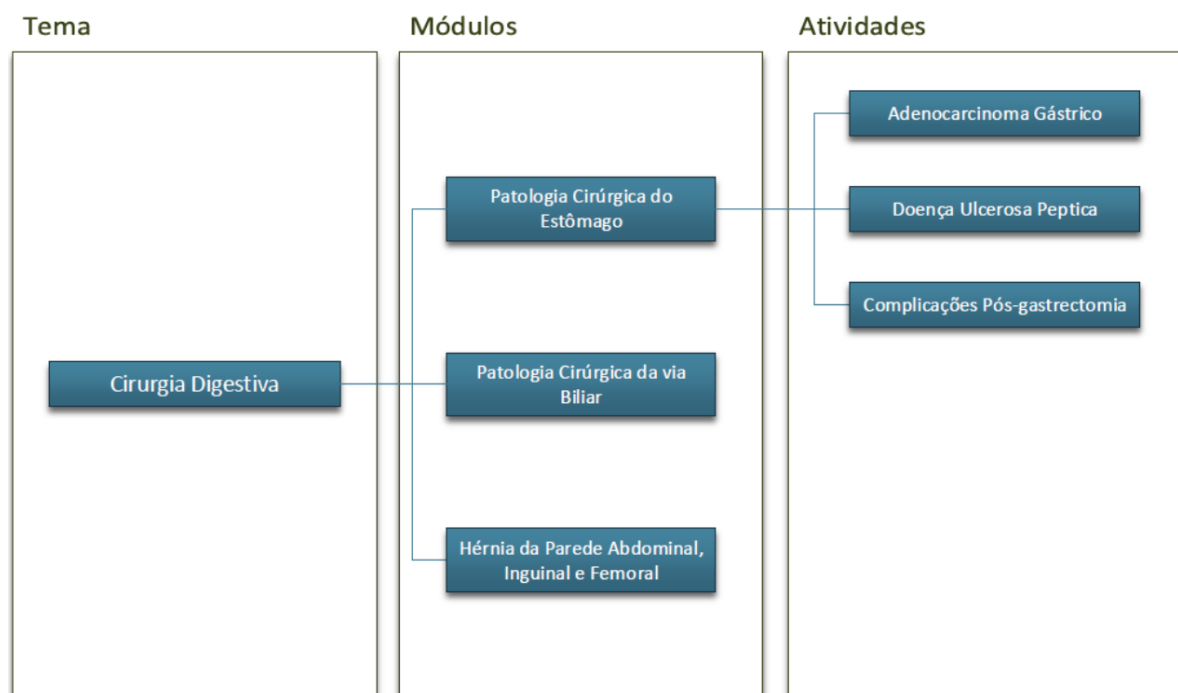 Tema
Módulos
Atividades
Adenocarcinoma Gástrico
Patologia Cirúrgica do
Estômago
Doença Ulcerosa Peptica
Complicações Pós-gastrectomia
Cirurgia Digestiva
Patologia Cirúrgica da via
Biliar
Hérnia da Parede Abdominal,
Inguinal e Femoral